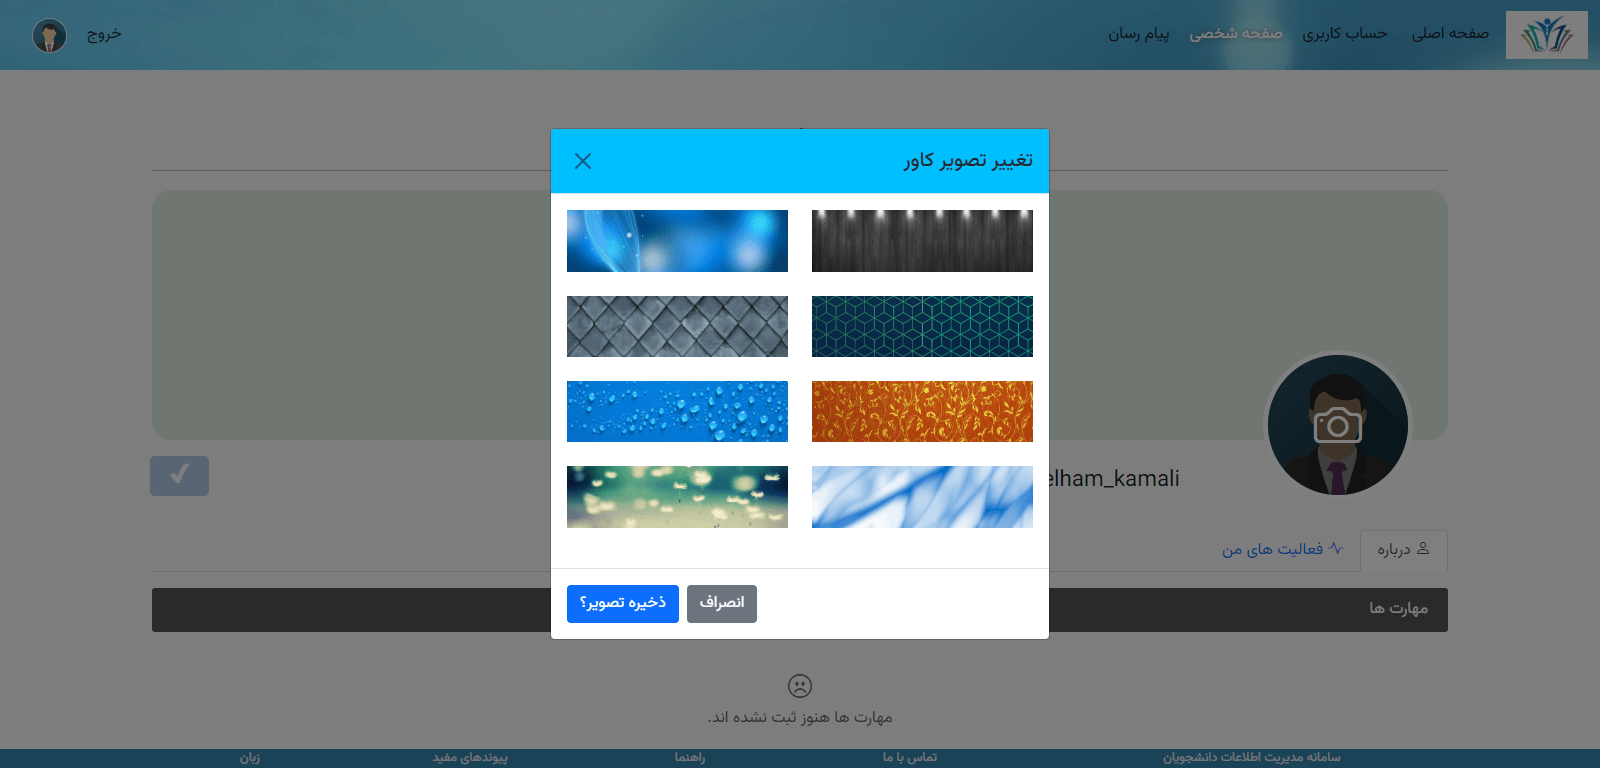 صفحه اصلی
حساب کاربری
صفحه شخصی
پیام رسان
خروج
تغییر تصویر کاور
elham_kamali
درباره
فعالیت های من
انصراف
ذخیره تصویر؟
مهارت ها
مهارت ها هنوز ثبت نشده اند.
سامانه مدیریت اطلاعات دانشجویان
تماس با ما
راهنما
پیوندهای مفید
زبان